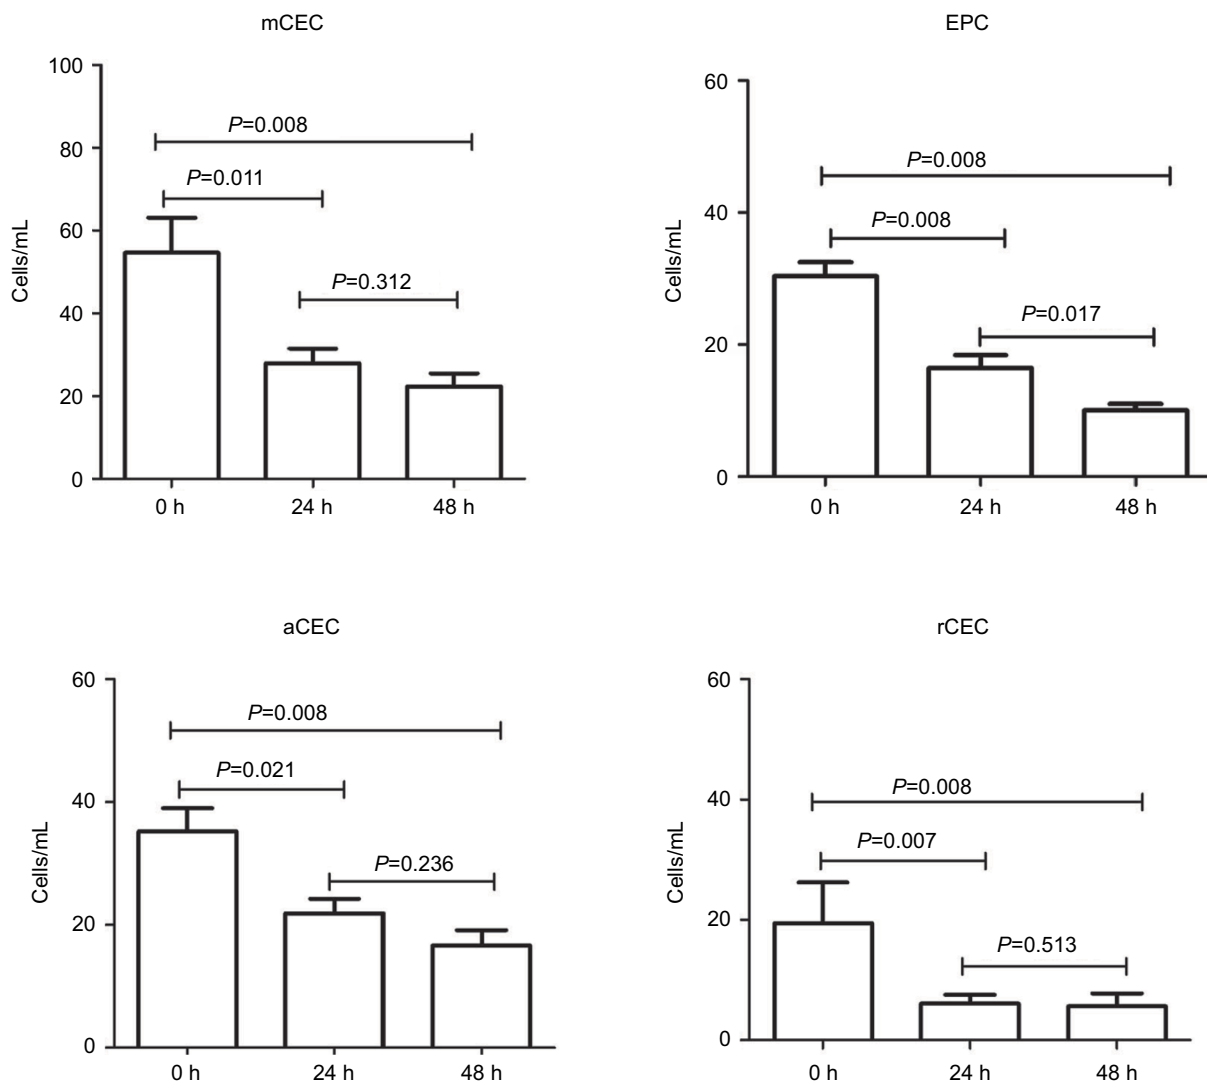 mCEC
100
80
60
40
20
0
Cells/mL
P=0.008
P=0.011
P=0.312
0 h 24 h 48 h
EPC
60
40
20
0
Cells/mL
P=0.008
P=0.008
P=0.017
0 h 24 h 48 h
aCEC
60
40
20
0
Cells/mL
P=0.008
P=0.021
P=0.236
0 h 24 h 48 h
rCEC
60
40
20
0
Cells/mL
P=0.008
P=0.007
P=0.513
0 h 24 h 48 h